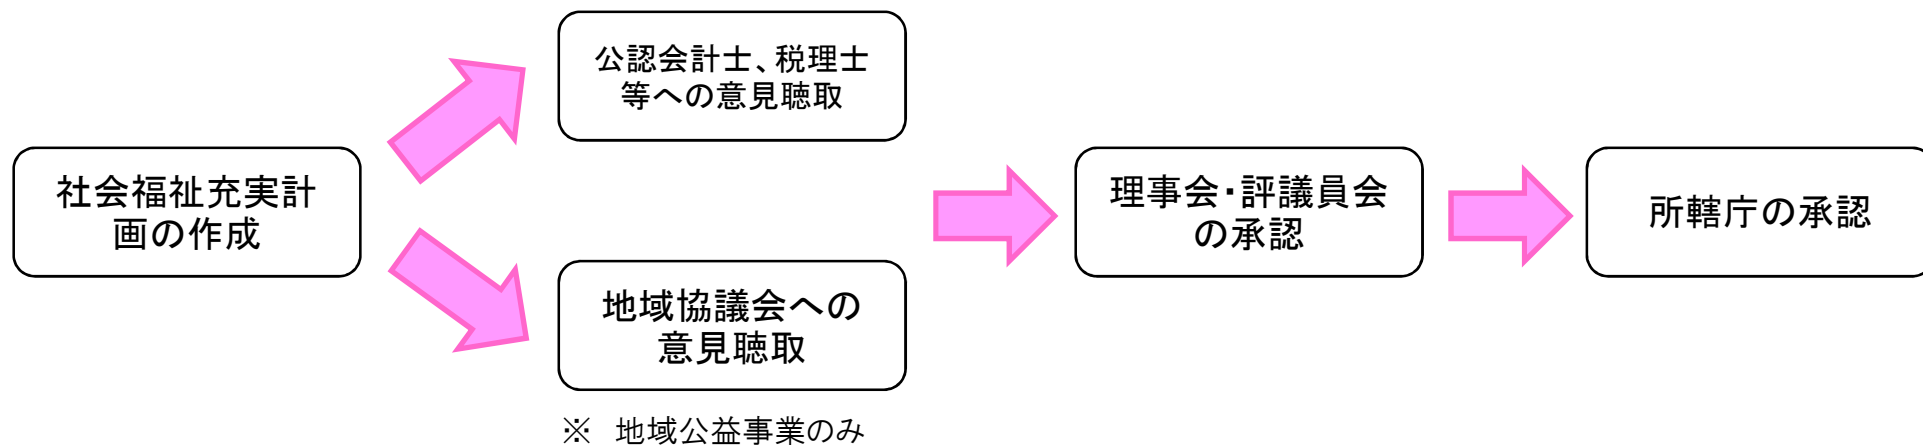 社会福祉充実計
画の作成
公認会計士、税理士
等への意見聴取
地域協議会への
意見聴取
※　地域公益事業のみ
理事会・評議員会
の承認
所轄庁の承認